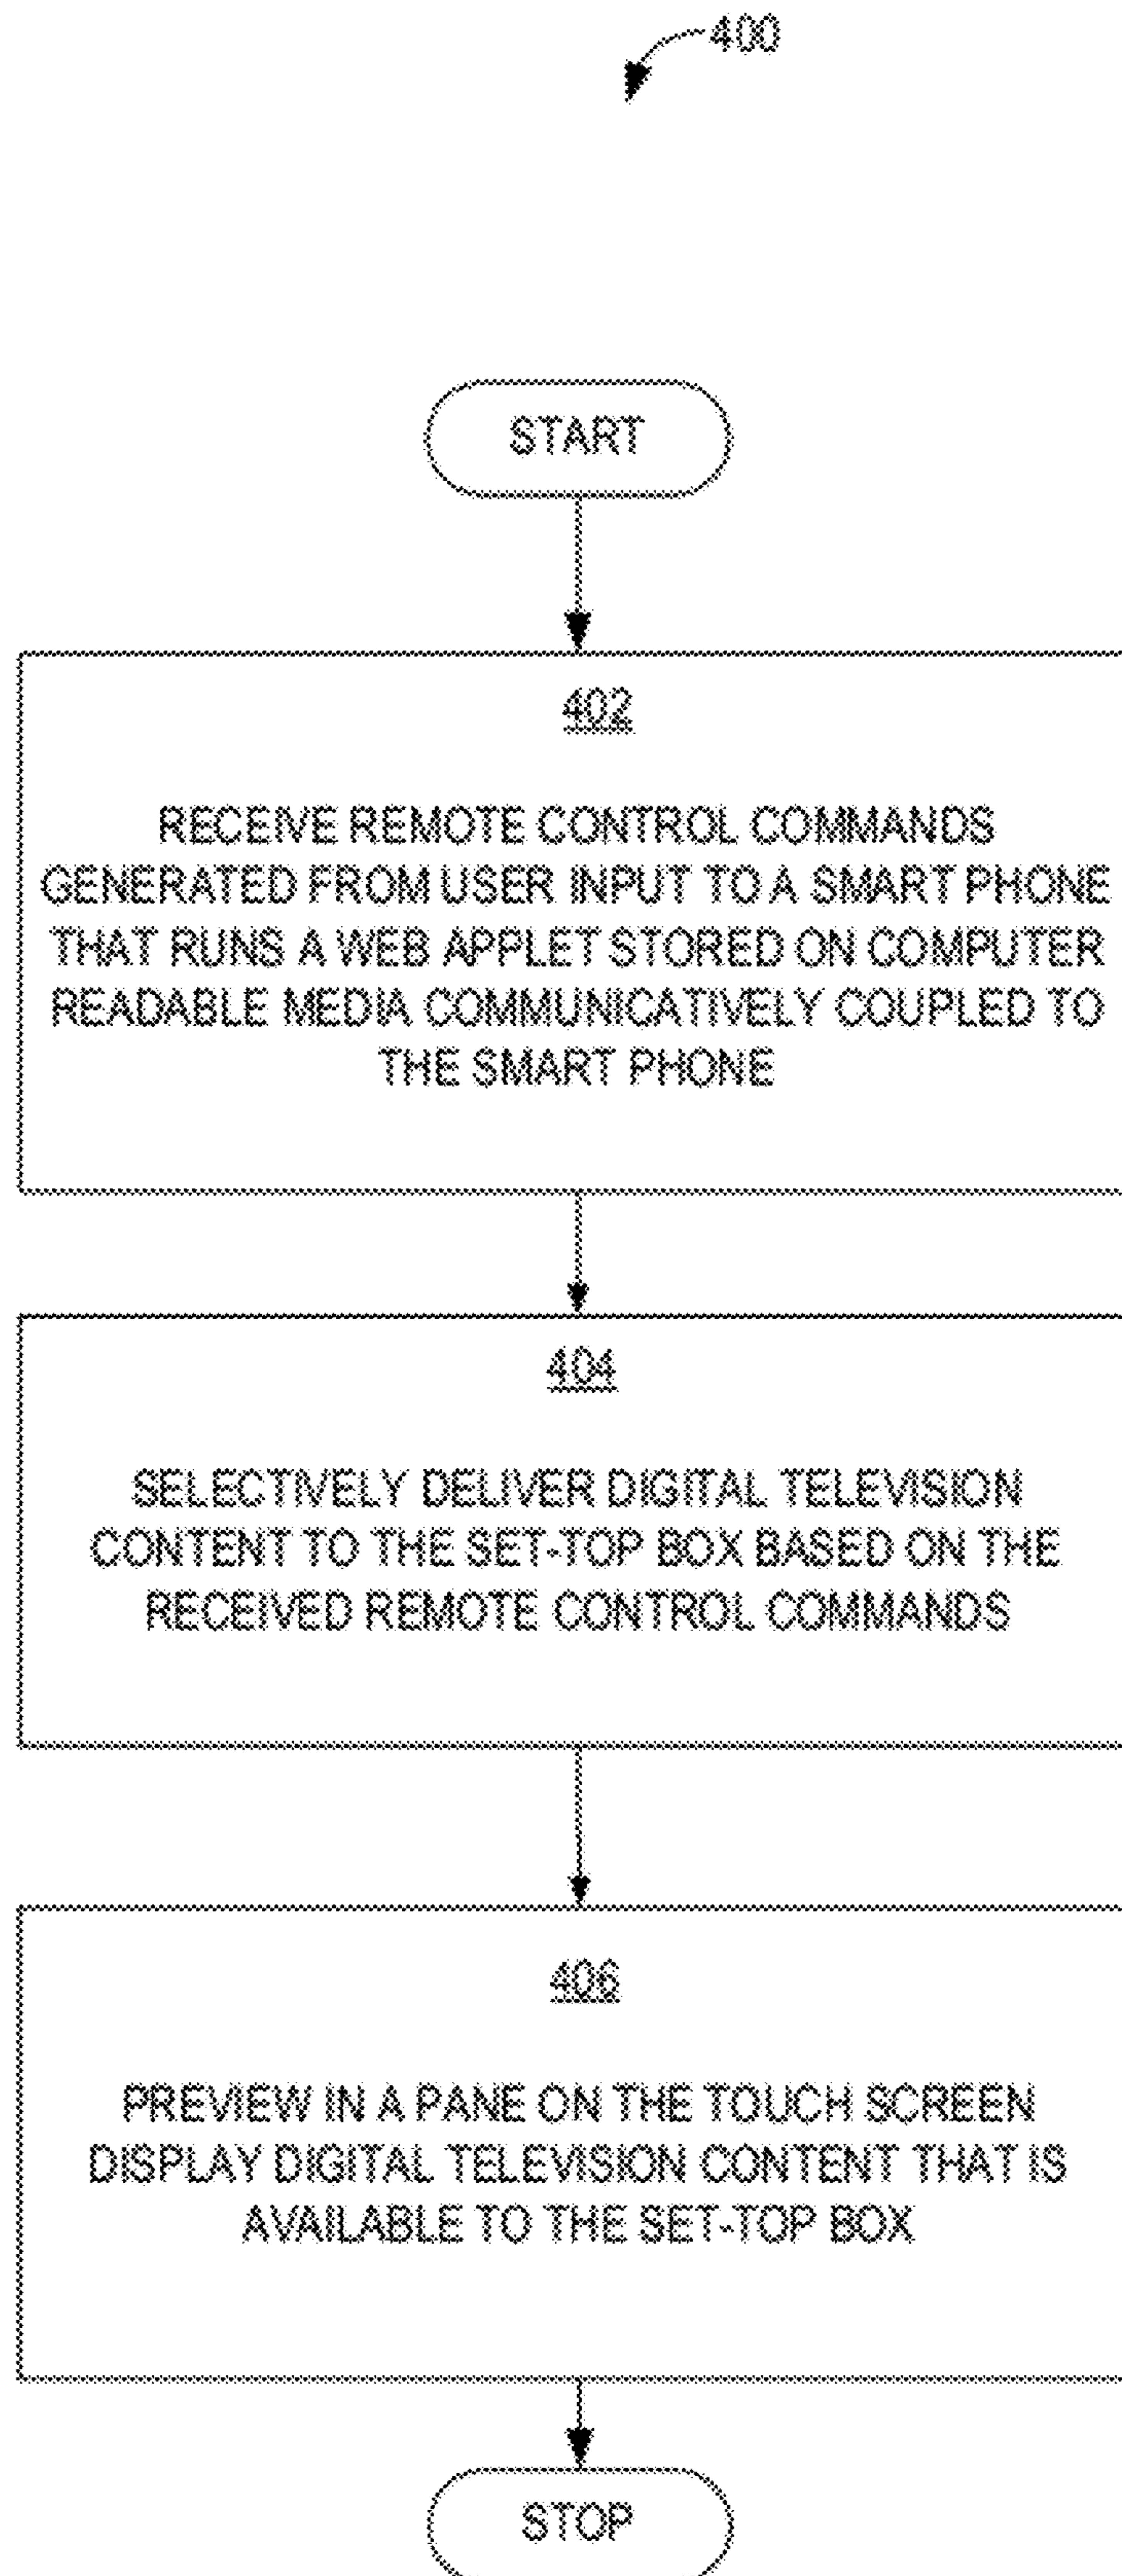 400
START
402
RECEIVE REMOTE CONTROL COMMANDS
GENERATED FROM USER INPUT TO A SMART PHONE
THAT RUNS A WEB APPLET STORED ON COMPUTER
READABLE MEDIA COMMUNICATIVELY COUPLED TO
THE SMART PHONE
404
SELECTIVELY DELIVER DIGITAL TELEVISION
CONTENT TO THE SET-TOP BOX BASED ON THE
RECEIVED REMOTE CONTROL COMMANDS
406
PREVIEW IN A PANE ON THE TOUCH SCREEN
DISPLAY DIGITAL TELEVISION CONTENT THAT IS
AVAILABLE TO THE SET-TOP BOX
STOP